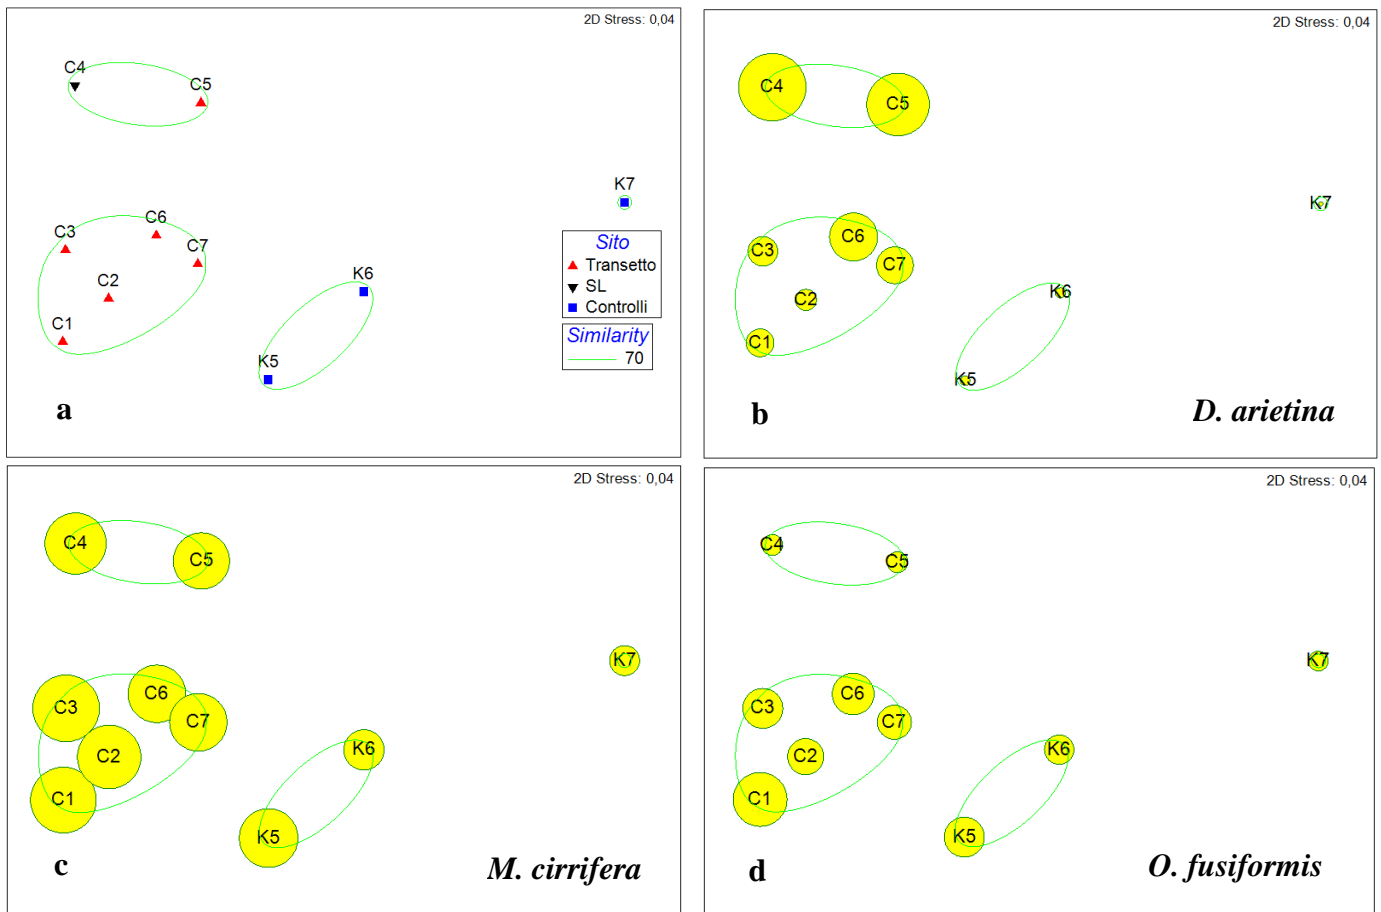 2D Stress: 0,04
C4
C5
K7
C6
C3
C7
C2
K6
C1
K5
Sito
Transetto
SL
Controlli
Similarity
70
a
2D Stress: 0,04
C4
C5
K7
C6
C3
C7
C2
K6
C1
K5
b
D. arietina
2D Stress: 0,04
C4
C5
K7
C6
C3
C7
C2
K6
C1
K5
c
M. cirrifera
2D Stress: 0,04
C4
C5
K7
C6
C3
C7
C2
K6
C1
K5
d
O. fusiformis